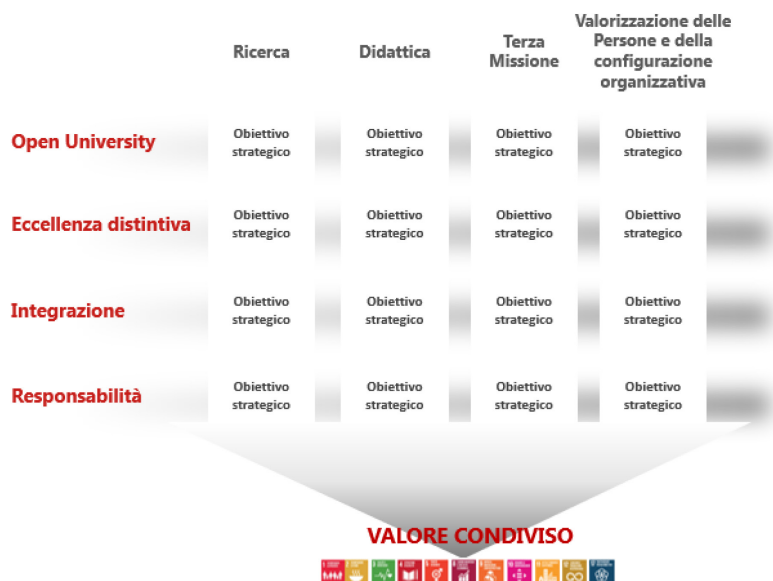 Ricerca
Didattica
Terza
Missione
Valorizzazione delle
Persone e della
configurazione
organizzativa
Open University
Obiettivo
strategico
Obiettivo
strategico
Obiettivo
strategico
Obiettivo
strategico
Eccellenza distintiva
Obiettivo
strategico
Obiettivo
strategico
Obiettivo
strategico
Obiettivo
strategico
Integrazione
Obiettivo
strategico
Obiettivo
strategico
Obiettivo
strategico
Obiettivo
strategico
Responsabilità
Obiettivo
strategico
Obiettivo
strategico
Obiettivo
strategico
Obiettivo
strategico
VALORE CONDIVISO